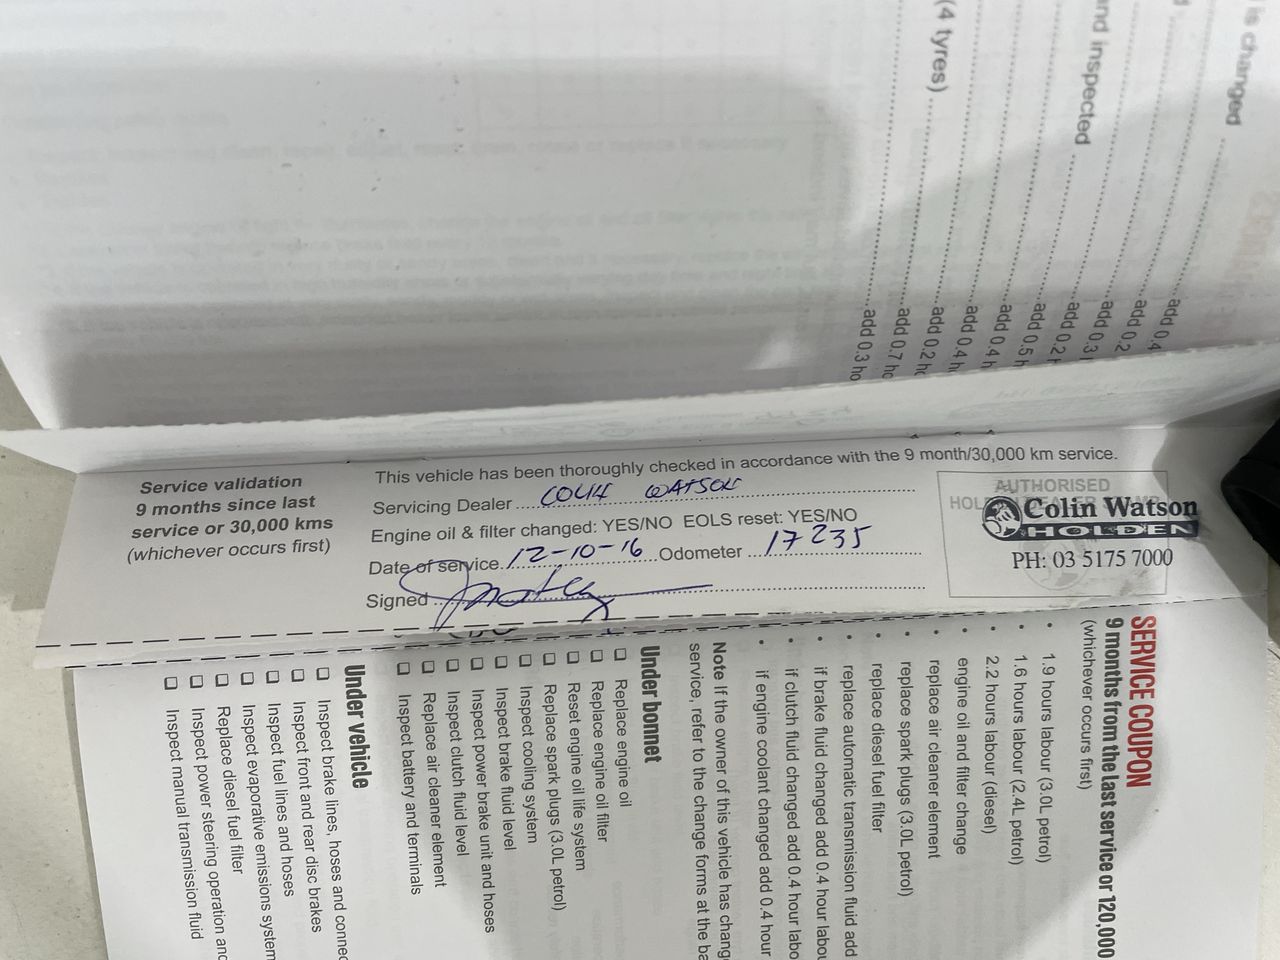 l is changed
nd inspected
(4 tyres)
add 0.4
add 0.2
add 0.3
add 0.2 h
add 0.5 h
add 0.4 h
add 0.4 h
add 0.2 ho
add 0.7 ho
add 0.3 ho
Service validation
9 months since last
service or 30,000 kms
(whichever occurs first)
This vehicle has been thoroughly checked in accordance with the 9 month/30,000 km service.
Servicing Dealer COLIN WATSON
Engine oil & filter changed: YES/NO EOLS reset: YES/NO
Date of service 12-10-16 Odometer 17235
Signed
AUTHORISED
HOL
Colin Watson
HOLDEN
PH: 03 5175 7000
SERVICE COUPON
9 months from the last service or 120,000
(whichever occurs first)
• 1.9 hours labour (3.0L petrol)
• 1.6 hours labour (2.4L petrol)
• 2.2 hours labour (diesel)
• engine oil and filter change
• replace air cleaner element
• replace spark plugs (3.0L petrol)
• replace diesel fuel filter
• replace automatic transmission fluid add
• if brake fluid changed add 0.4 hour labou
• if clutch fluid changed add 0.4 hour labo
• if engine coolant changed add 0.4 hour
Note If the owner of this vehicle has chang
service, refer to the change forms at the ba
Under bonnet
❑ Replace engine oil
❑ Replace engine oil filter
❑ Reset engine oil life system
❑ Replace spark plugs (3.0L petrol)
❑ Inspect cooling system
❑ Inspect brake fluid level
❑ Inspect power brake unit and hoses
❑ Inspect clutch fluid level
❑ Replace air cleaner element
❑ Inspect battery and terminals
Under vehicle
❑ Inspect brake lines, hoses and connec
❑ Inspect front and rear disc brakes
❑ Inspect fuel lines and hoses
❑ Inspect evaporative emissions system
❑ Replace diesel fuel filter
❑ Inspect power steering operation and
❑ Inspect manual transmission fluid